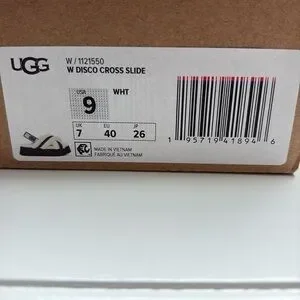 UGG
W / 1121550
W DISCO CROSS SLIDE
USA
9
WHT
UK EU JP
7 40 26
MADE IN VIETNAM
FABRIQUÉ AU VIETNAM
1 95719 41894 6